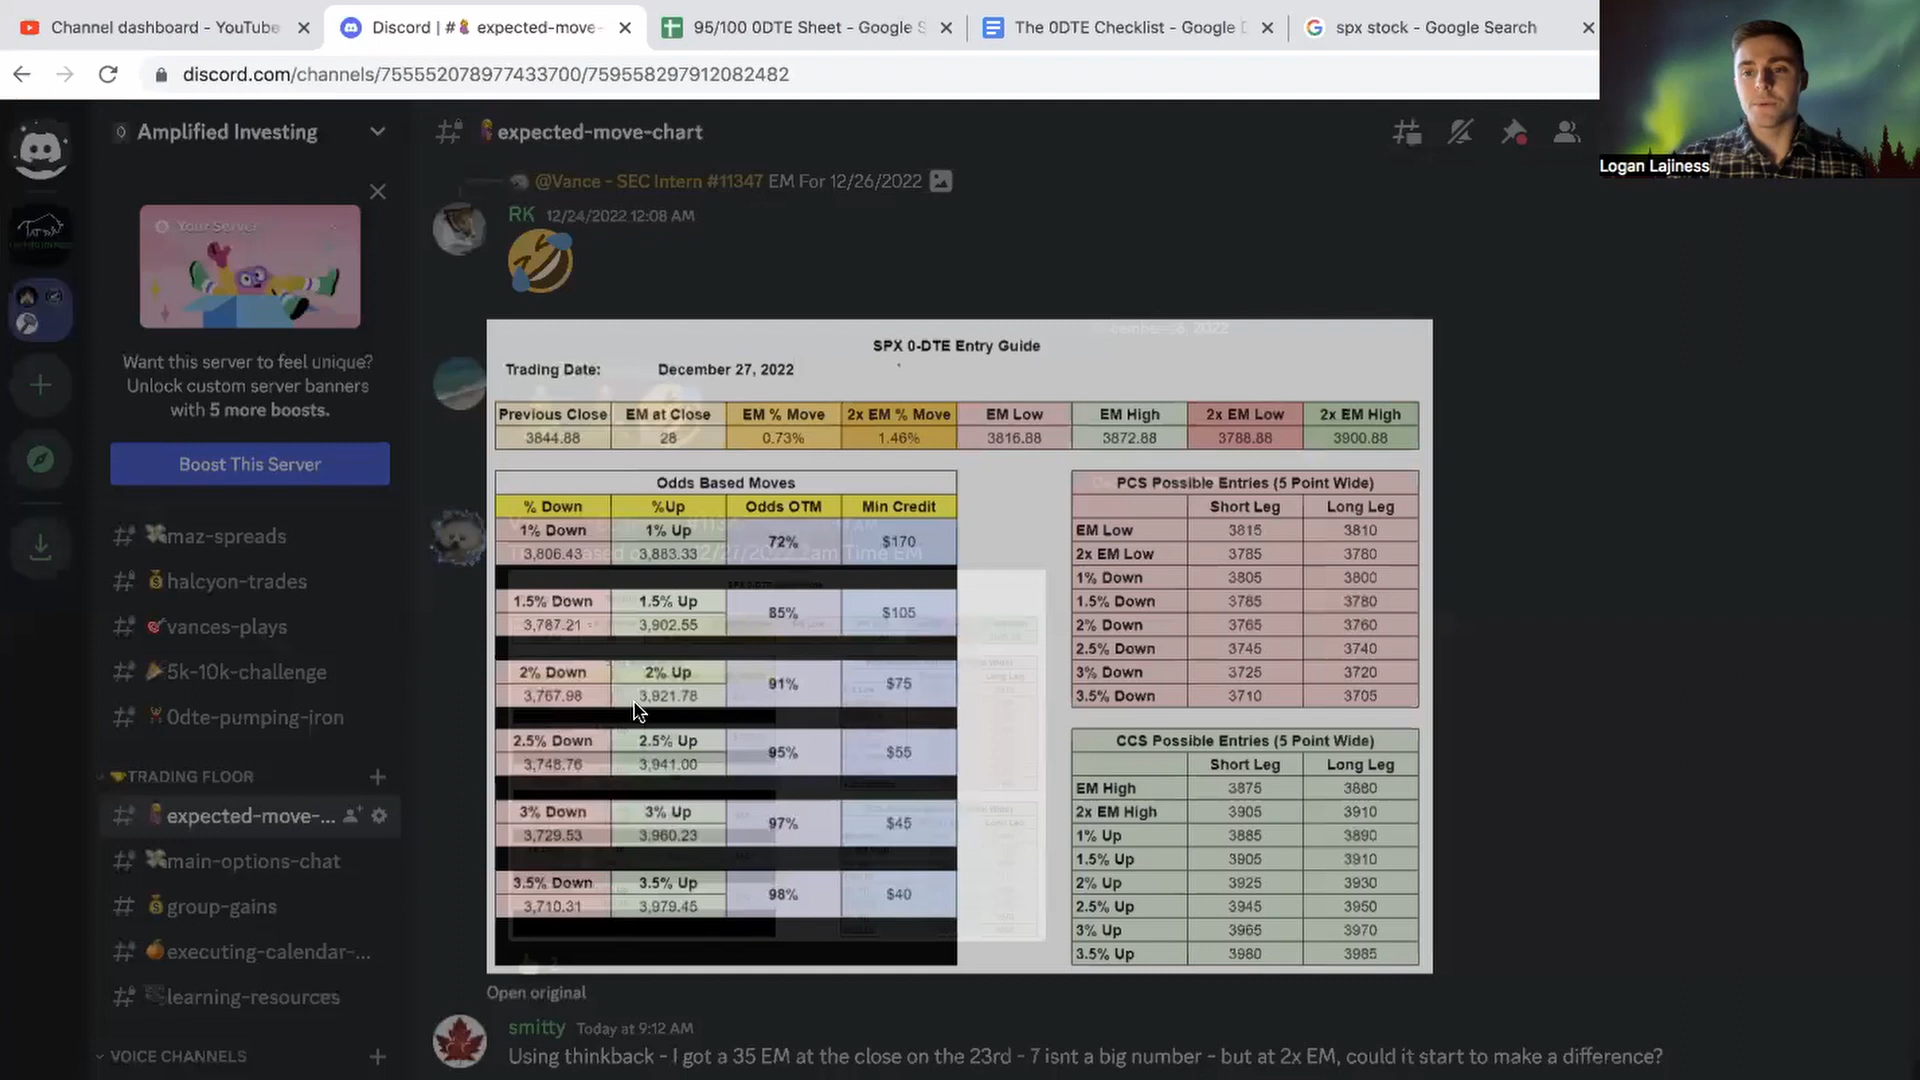 Channel dashboard - YouTube
Discord | # expected-move-
95/100 0DTE Sheet - Google S
The 0DTE Checklist - Google D
spx stock - Google Search
discord.com/channels/755552078977433700/759558297912082482
Logan Lajiness
Amplified Investing
expected-move-chart
@Vance - SEC Intern #11347 EM For 12/26/2022
RK 12/24/2022 12:08 AM
Your Server
Want this server to feel unique?
Unlock custom server banners
with 5 more boosts.
Boost This Server
maz-spreads
halcyon-trades
vances-plays
5k-10k-challenge
0dte-pumping-iron
TRADING FLOOR
expected-move-...
main-options-chat
group-gains
executing-calendar-...
learning-resources
VOICE CHANNELS
SPX 0-DTE Entry Guide
Trading Date: December 27, 2022
Previous Close EM at Close EM % Move 2x EM % Move EM Low EM High 2x EM Low 2x EM High
3844.88 28 0.73% 1.46% 3816.88 3872.88 3788.88 3900.88
Odds Based Moves
% Down %Up Odds OTM Min Credit
1% Down 1% Up 72% $170
3,806.43 3,883.33
1.5% Down 1.5% Up 85% $105
3,787.21 3,902.55
2% Down 2% Up 91% $75
3,767.98 3,921.78
2.5% Down 2.5% Up 95% $55
3,748.76 3,941.00
3% Down 3% Up 97% $45
3,729.53 3,960.23
3.5% Down 3.5% Up 98% $40
3,710.31 3,979.45
PCS Possible Entries (5 Point Wide)
Short Leg Long Leg
EM Low 3815 3810
2x EM Low 3785 3780
1% Down 3805 3800
1.5% Down 3785 3780
2% Down 3765 3760
2.5% Down 3745 3740
3% Down 3725 3720
3.5% Down 3710 3705
CCS Possible Entries (5 Point Wide)
Short Leg Long Leg
EM High 3875 3880
2x EM High 3905 3910
1% Up 3885 3890
1.5% Up 3905 3910
2% Up 3925 3930
2.5% Up 3945 3950
3% Up 3965 3970
3.5% Up 3980 3985
Open original
smitty Today at 9:12 AM
Using thinkback - I got a 35 EM at the close on the 23rd - 7 isnt a big number - but at 2x EM, could it start to make a difference?